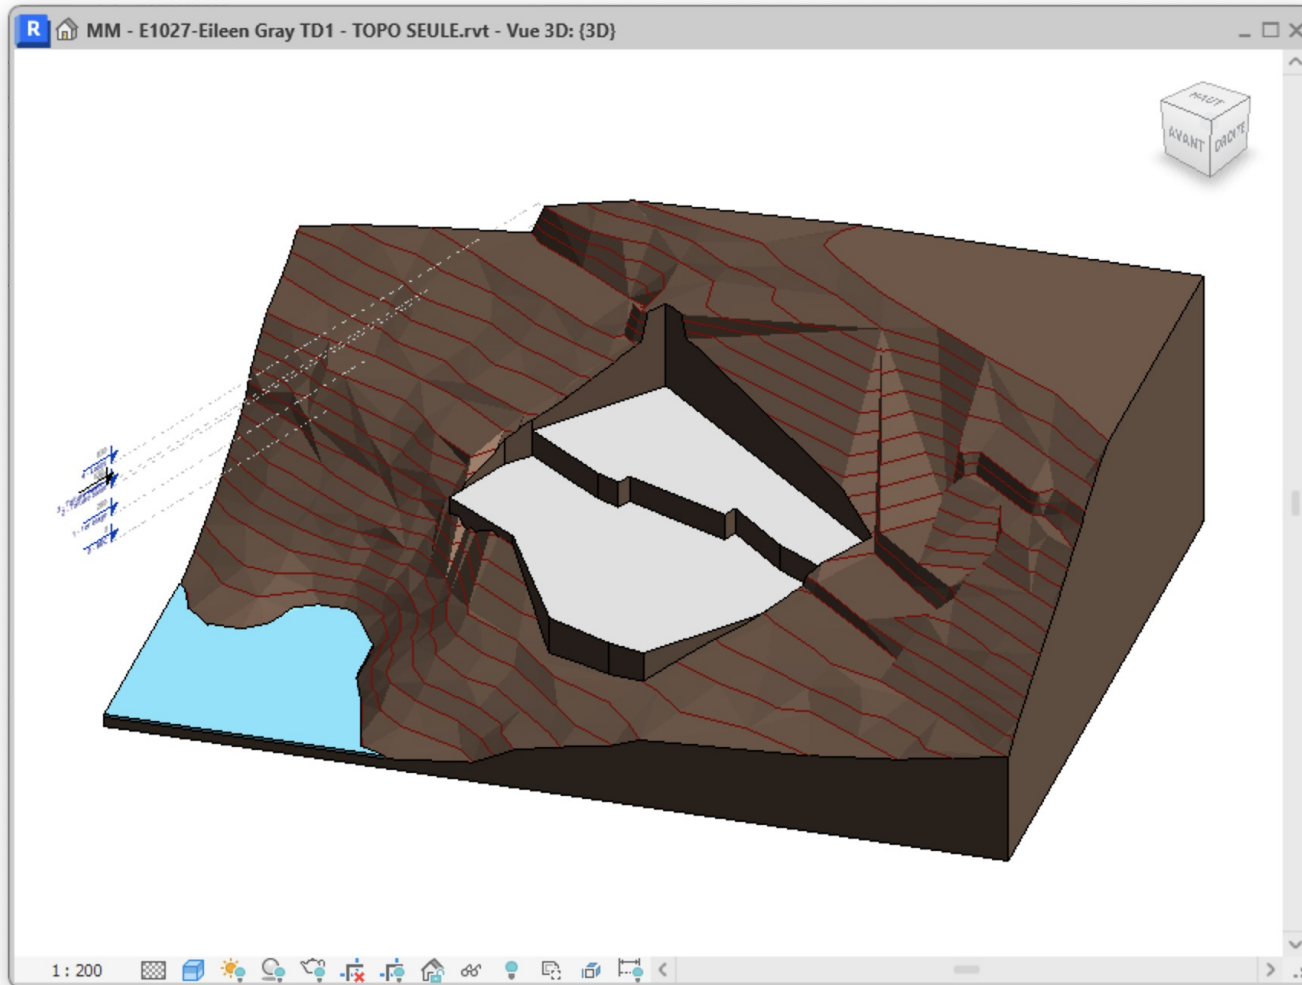 R MM - E1027-Eileen Gray TD1 - TOPO SEULE.rvt - Vue 3D: {3D}
HAUT
AVANT DROITE
1 : 200